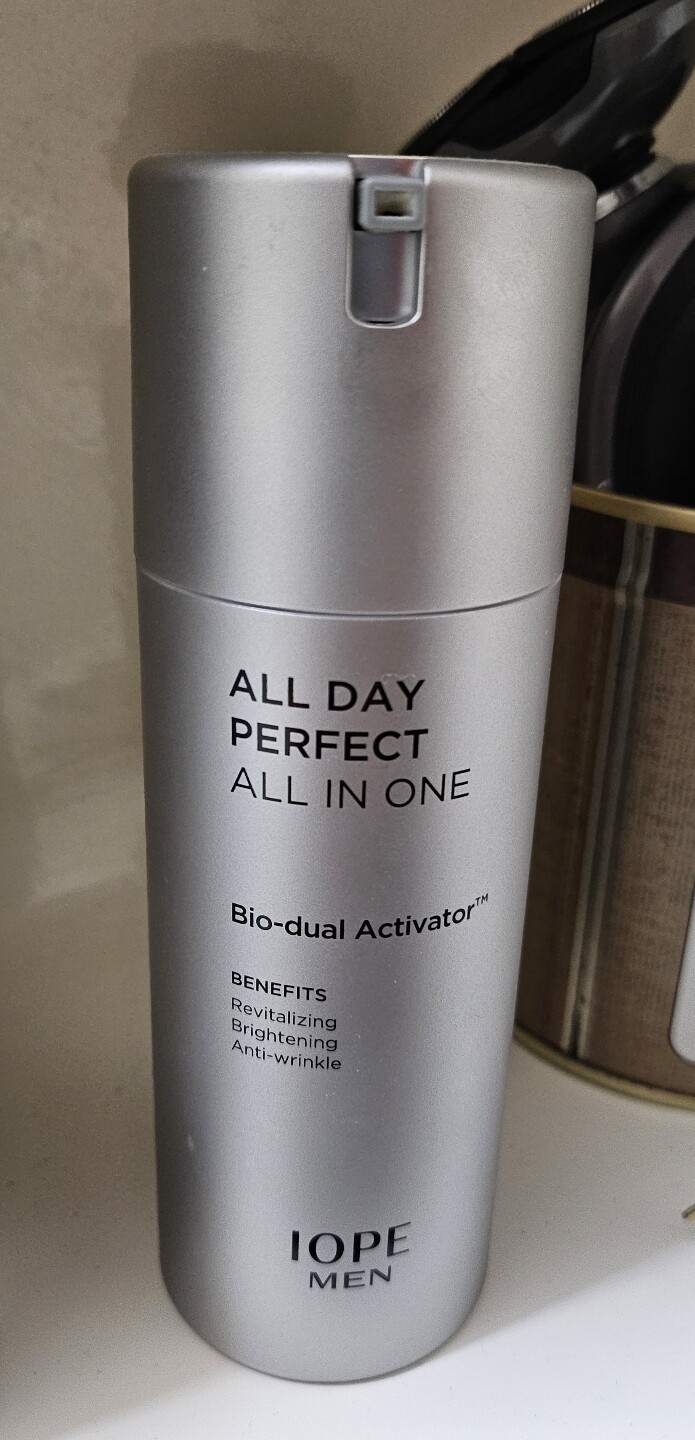 ALL DAY
PERFECT
ALL IN ONE
Bio-dual Activator™
BENEFITS
Revitalizing
Brightening
Anti-wrinkle
IOPE
MEN